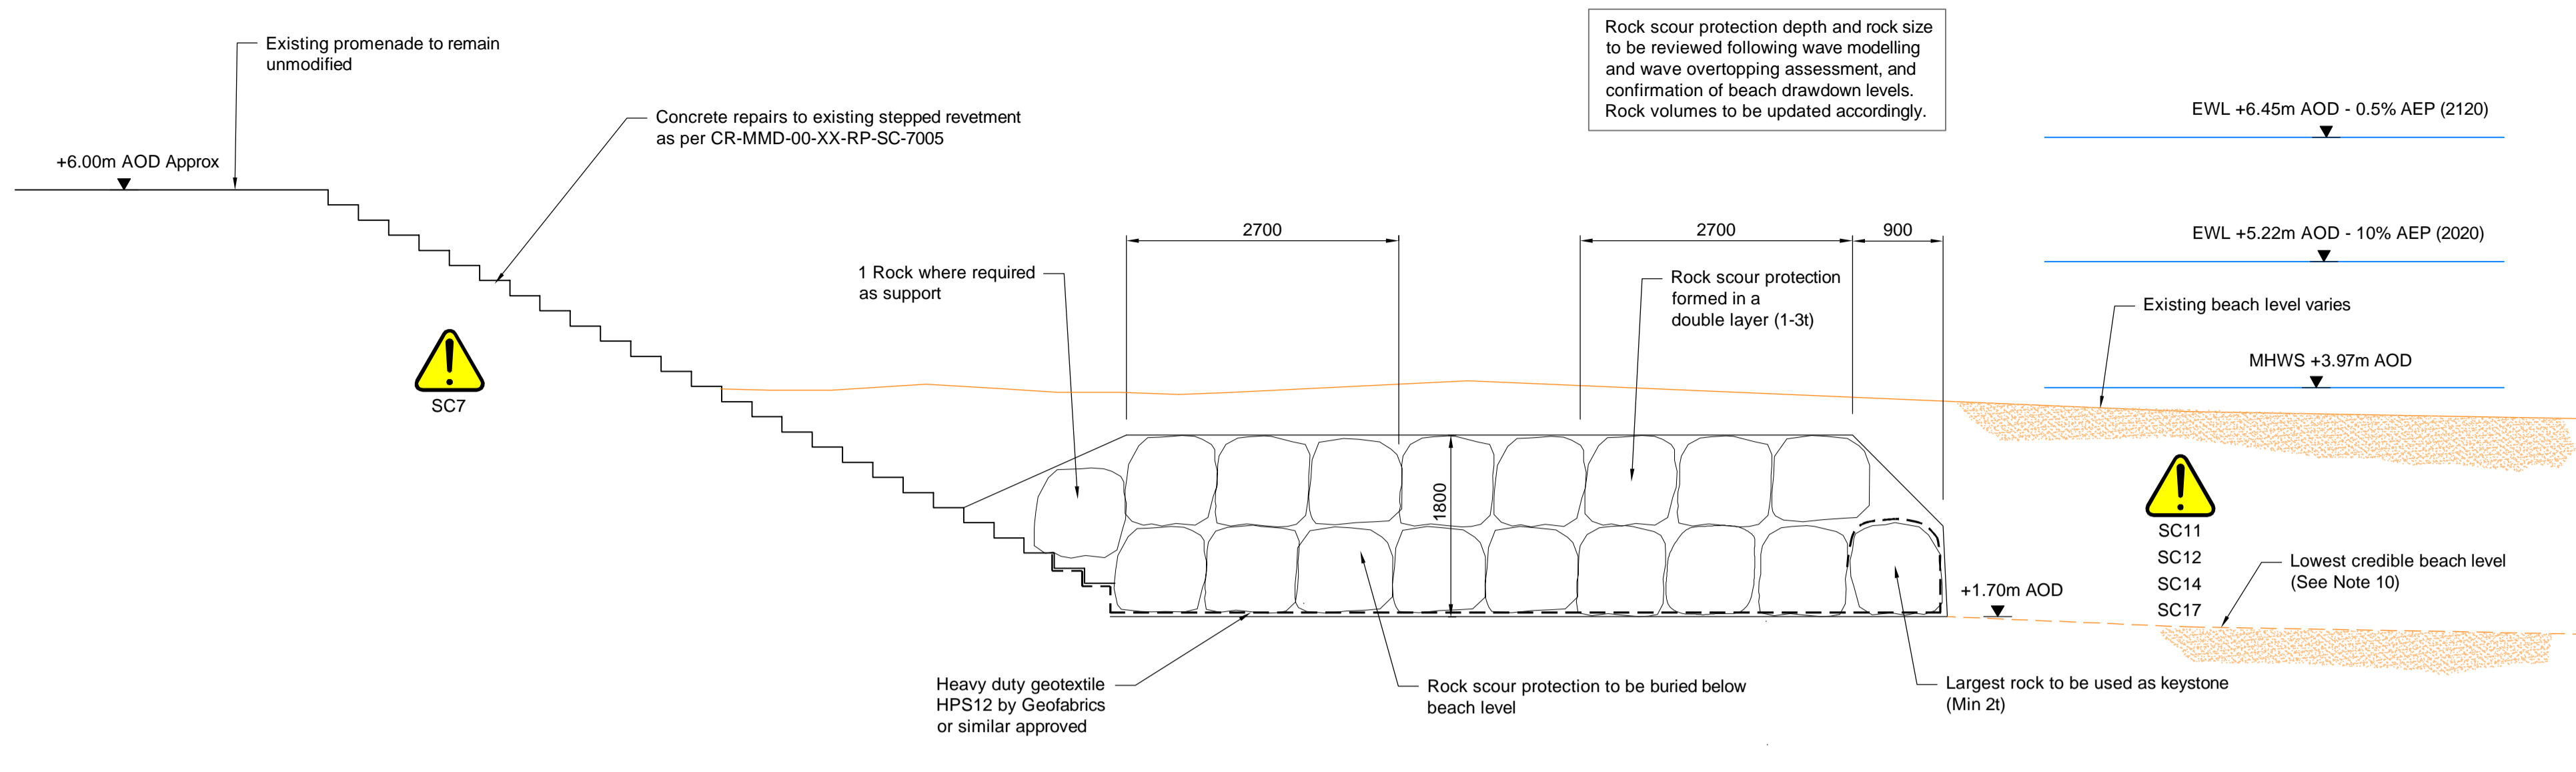 Existing promenade to remain
unmodified
Concrete repairs to existing stepped revetment
as per CR-MMD-00-XX-RP-SC-7005
+6.00m AOD Approx
Rock scour protection depth and rock size
to be reviewed following wave modelling
and wave overtopping assessment, and
confirmation of beach drawdown levels.
Rock volumes to be updated accordingly.
EWL +6.45m AOD - 0.5% AEP (2120)
EWL +5.22m AOD - 10% AEP (2020)
2700
2700
900
1 Rock where required
as support
Rock scour protection
formed in a
double layer (1-3t)
Existing beach level varies
MHWS +3.97m AOD
SC7
1800
SC11
SC12
SC14
SC17
Lowest credible beach level
(See Note 10)
+1.70m AOD
Heavy duty geotextile
HPS12 by Geofabrics
or similar approved
Rock scour protection to be buried below
beach level
Largest rock to be used as keystone
(Min 2t)